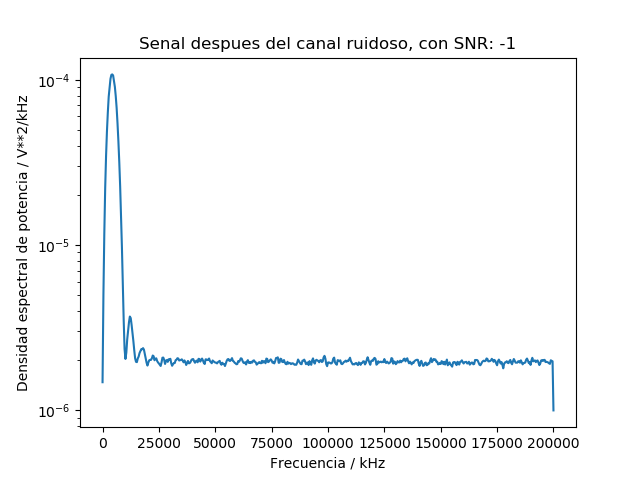 Senal despues del canal ruidoso, con SNR: -1
Densidad espectral de potencia / V**2/kHz
10⁻⁴
10⁻⁵
10⁻⁶
0 25000 50000 75000 100000 125000 150000 175000 200000
Frecuencia / kHz